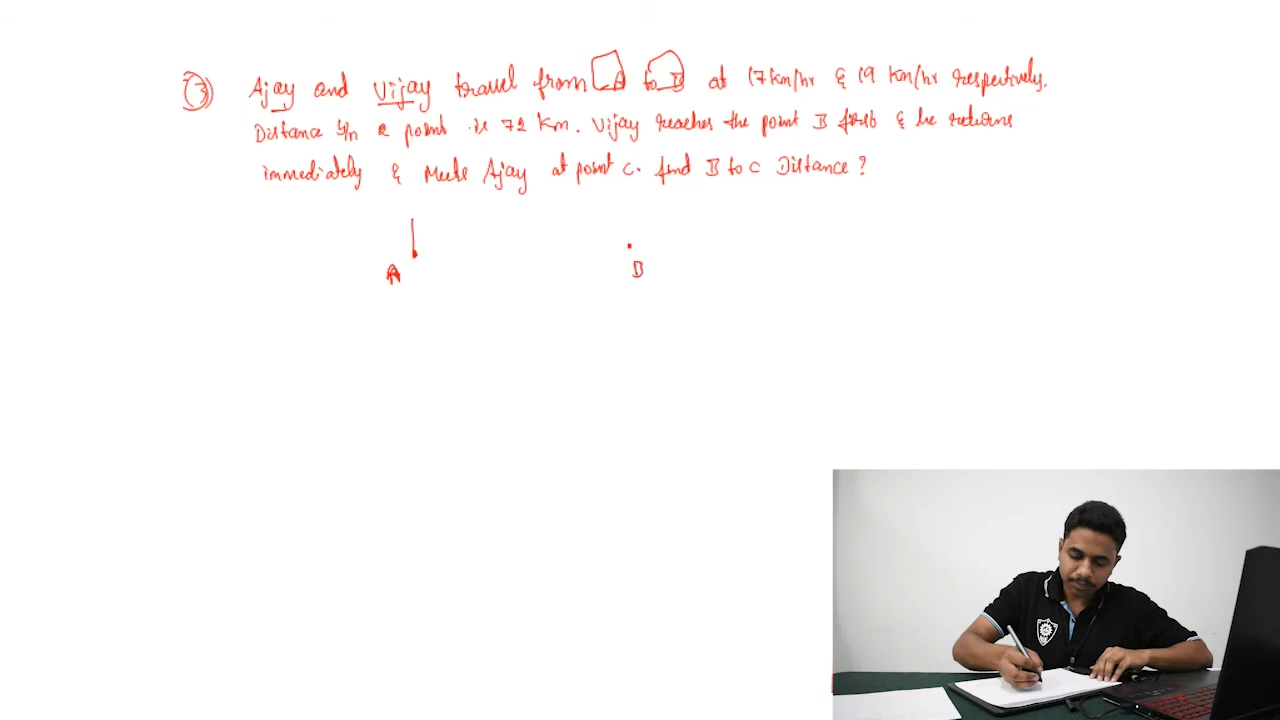 3) Ajay and Vijay travel from A to B at 17 km/hr & 19 km/hr respectively.
Distance b/n 2 point is 72 km. Vijay reaches the point B first & he returns
immediately & Meets Ajay at point C. find B to C Distance?
A B